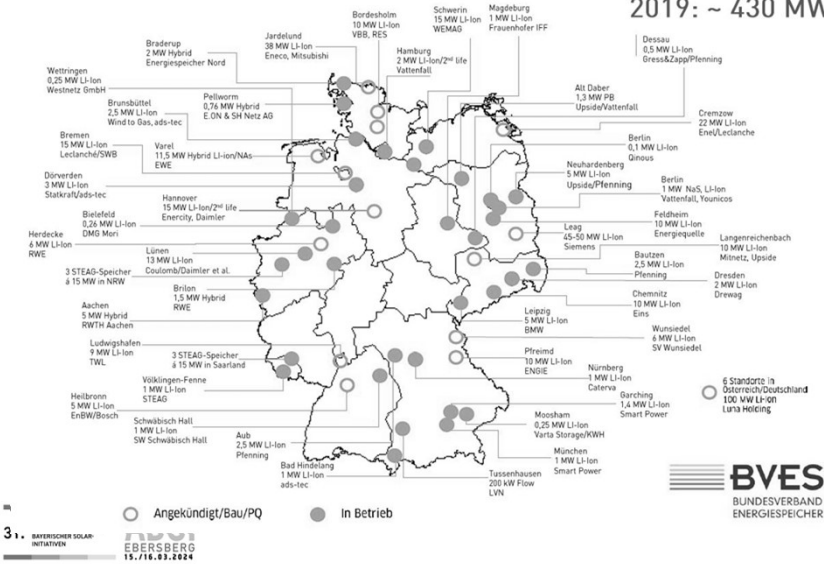 2019: ~ 430 MW
Bordesholm
10 MW LI-Ion
VBB, RES
Schwerin
15 MW LI-Ion
WEMAG
Magdeburg
1 MW LI-Ion
Frauenhofer IFF
Jardelund
38 MW LI-Ion
Eneco, Mitsubishi
Braderup
2 MW Hybrid
Energiespeicher Nord
Hamburg
2 MW LI-Ion/2nd life
Vattenfall
Dessau
0,5 MW LI-Ion
Gress&Zapp/Pfenning
Wettringen
0,25 MW LI-Ion
Westnetz GmbH
Pellworm
0,76 MW Hybrid
E.ON & SH Netz AG
Alt Daber
1,3 MW PB
Upside/Vattenfall
Brunsbüttel
2,5 MW LI-Ion
Wind to Gas, ads-tec
Cremzow
22 MW LI-Ion
Enel/Leclanche
Bremen
15 MW LI-Ion
Leclanché/SWB
Varel
11,5 MW Hybrid LI-ion/NAs
EWE
Berlin
0,1 MW LI-Ion
Qinous
Neuhardenberg
5 MW LI-Ion
Upside/Pfenning
Dörverden
3 MW LI-Ion
Statkraft/ads-tec
Berlin
1 MW NaS, LI-Ion
Vattenfall, Younicos
Hannover
15 MW LI-Ion/2nd life
Enercity, Daimler
Bielefeld
0,26 MW LI-Ion
DMG Mori
Feldheim
10 MW LI-Ion
Energiequelle
Leag
45-50 MW LI-Ion
Siemens
Herdecke
6 MW LI-Ion
RWE
Langenreichenbach
10 MW LI-Ion
Mitnetz, Upside
Lünen
13 MW LI-Ion
Coulomb/Daimler et al.
Bautzen
2,5 MW LI-Ion
Pfenning
3 STEAG-Speicher
á 15 MW in NRW
Dresden
2 MW LI-Ion
Drewag
Brilon
1,5 MW Hybrid
RWE
Chemnitz
10 MW LI-Ion
Eins
Aachen
5 MW Hybrid
RWTH Aachen
Leipzig
5 MW LI-Ion
BMW
Wunsiedel
6 MW LI-Ion
SV Wunsiedel
Ludwigshafen
9 MW LI-Ion
TWL
3 STEAG-Speicher
á 15 MW in Saarland
Pfreimd
10 MW LI-Ion
ENGIE
Nürnberg
1 MW LI-Ion
Caterva
Völklingen-Fenne
1 MW LI-Ion
STEAG
6 Standorte in
Österreich/Deutschland
100 MW LI-Ion
Luna Holding
Heilbronn
5 MW LI-Ion
EnBW/Bosch
Garching
1,4 MW LI-Ion
Smart Power
Schwäbisch Hall
1 MW LI-Ion
SW Schwäbisch Hall
Moosham
0,25 MW LI-Ion
Varta Storage/KWH
Aub
2,5 MW LI-Ion
Pfenning
München
1 MW LI-Ion
Smart Power
Bad Hindelang
1 MW LI-Ion
ads-tec
Tussenhausen
200 kW Flow
LVN
BVES
BUNDESVERBAND
ENERGIESPEICHER
Angekündigt/Bau/PQ
In Betrieb
BAYERISCHER SOLAR-
INITIATIVEN
EBERSBERG
15./16.03.2024